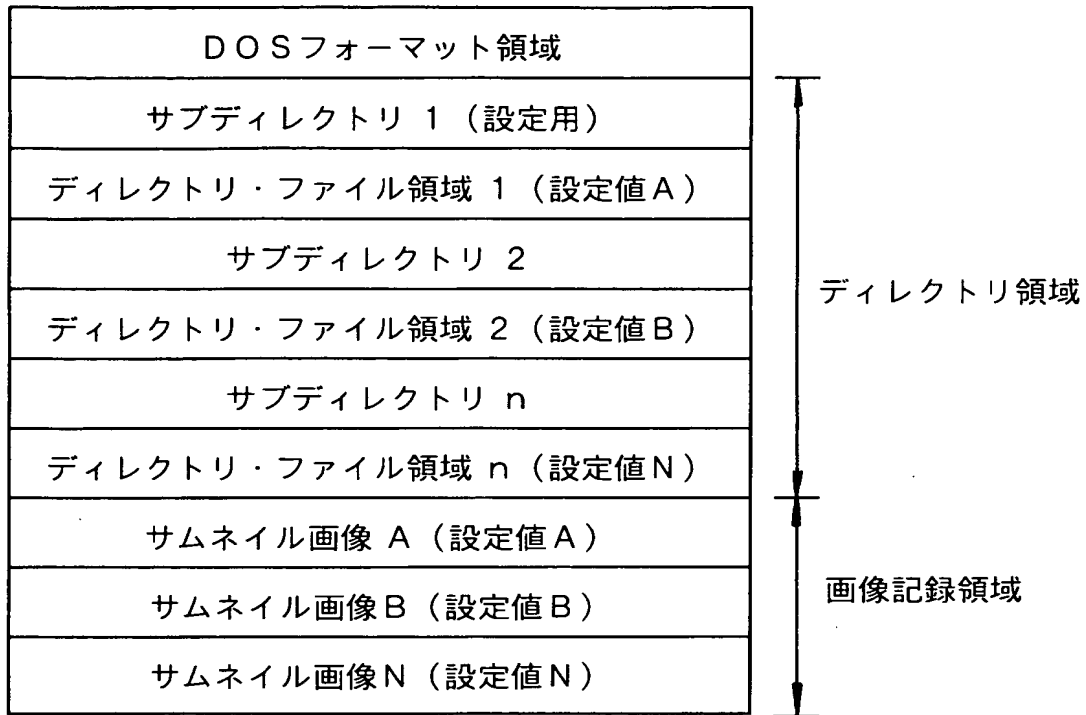 DOSフォーマット領域
サブディレクトリ 1(設定用)
ディレクトリ・ファイル領域 1(設定値A)
サブディレクトリ 2
ディレクトリ・ファイル領域 2(設定値B)
サブディレクトリ n
ディレクトリ・ファイル領域 n(設定値N)
サムネイル画像 A(設定値A)
サムネイル画像B(設定値B)
サムネイル画像N(設定値N)
ディレクトリ領域
画像記録領域